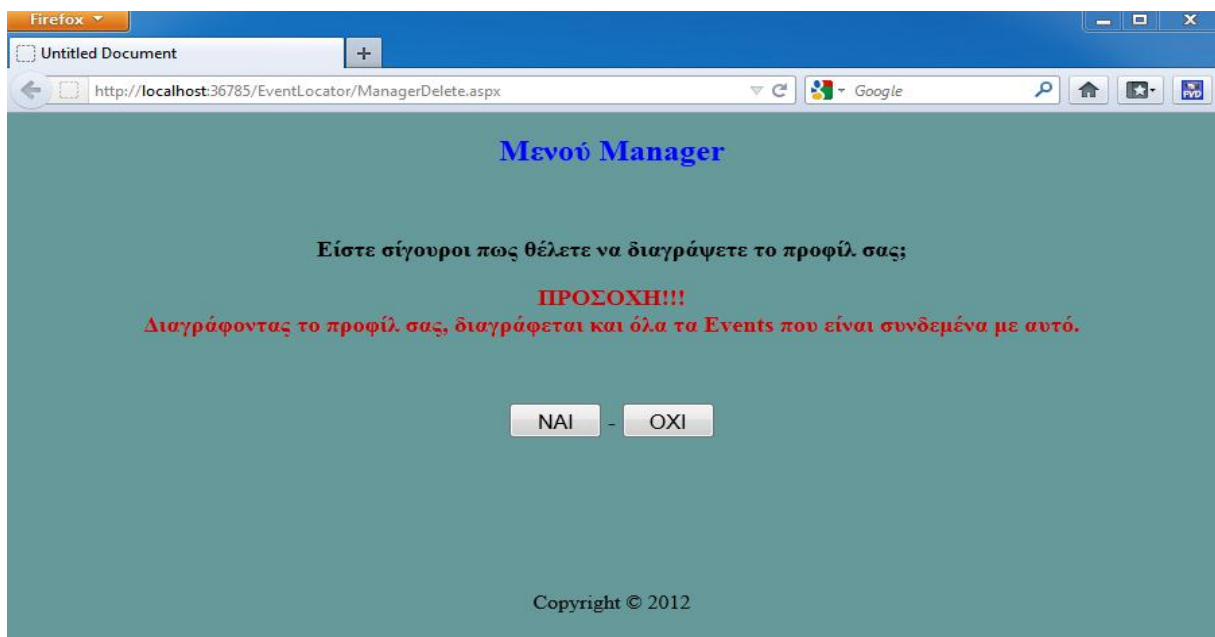 Firefox
Untitled Document
http://localhost:36785/EventLocator/ManagerDelete.aspx
Google
PVD
Μενού Manager
Είστε σίγουροι πως θέλετε να διαγράψετε το προφίλ σας;
ΠΡΟΣΟΧΗ!!!
Διαγράφοντας το προφίλ σας, διαγράφεται και όλα τα Events που είναι συνδεμένα με αυτό.
ΝΑΙ - ΟΧΙ
Copyright © 2012